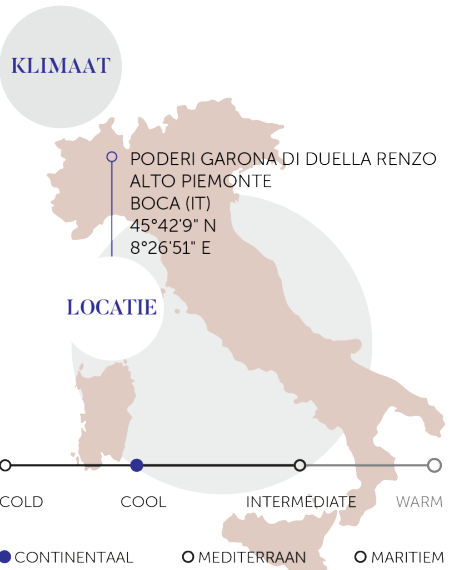 KLIMAAT
PODERI GARONA DI DUELLA RENZO
ALTO PIEMONTE
BOCA (IT)
45°42'9" N
8°26'51" E
LOCATIE
COLD COOL INTERMEDIATE WARM
CONTINENTAAL MEDITERRAAN MARITIEM